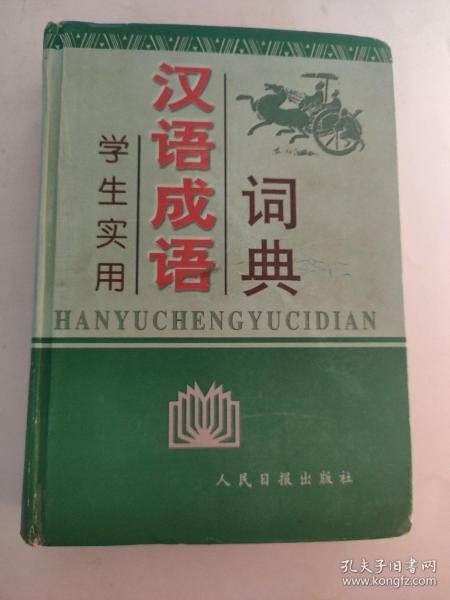 学生实用
汉语成语
词典
HANYUCHENGYUCIDIAN
人民日报出版社
孔夫子旧书网
www.kongfz.com